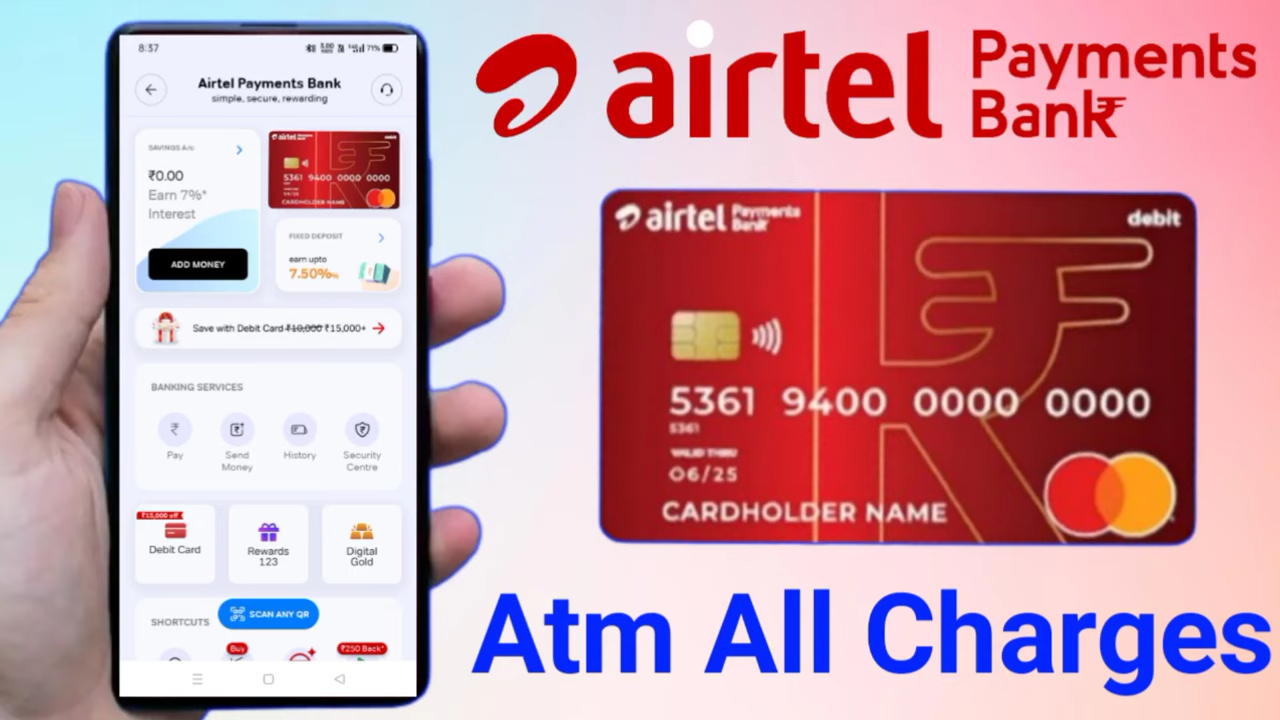 8:37
71%
Airtel Payments Bank
simple, secure, rewarding
SAVINGS A/c
₹0.00
Earn 7%*
Interest
ADD MONEY
airtel Payments Bank
debit
5361 9400 0000 0000
CARDHOLDER NAME
FIXED DEPOSIT
earn upto
7.50%
Save with Debit Card ₹10,000 ₹15,000+
BANKING SERVICES
Pay
Send
Money
History
Security
Centre
₹15,000 off
Debit Card
Rewards
123
Digital
Gold
SHORTCUTS
SCAN ANY QR
Buy
₹250 Back*
airtel Payments
Bank₹
airtel Payments
Bank
debit
5361 9400 0000 0000
5361
VALID THRU
06/25
CARDHOLDER NAME
Atm All Charges